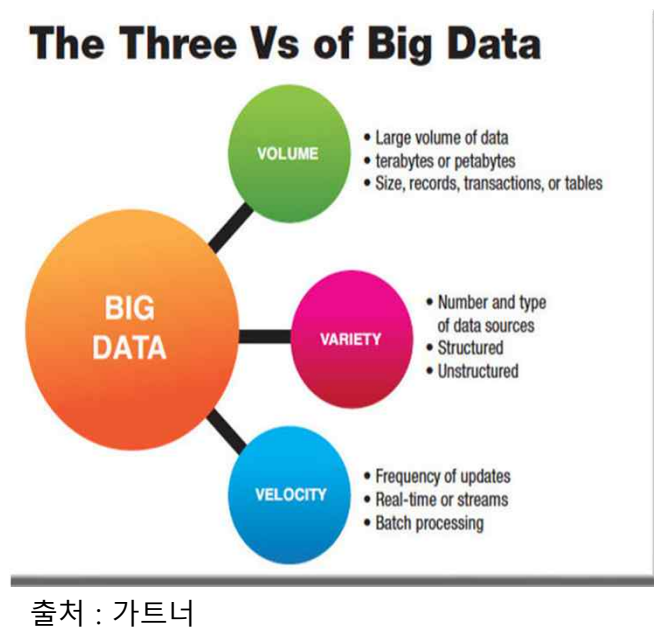 The Three Vs of Big Data
VOLUME
• Large volume of data
• terabytes or petabytes
• Size, records, transactions, or tables
BIG
DATA
VARIETY
• Number and type
of data sources
• Structured
• Unstructured
VELOCITY
• Frequency of updates
• Real-time or streams
• Batch processing
출처 : 가트너